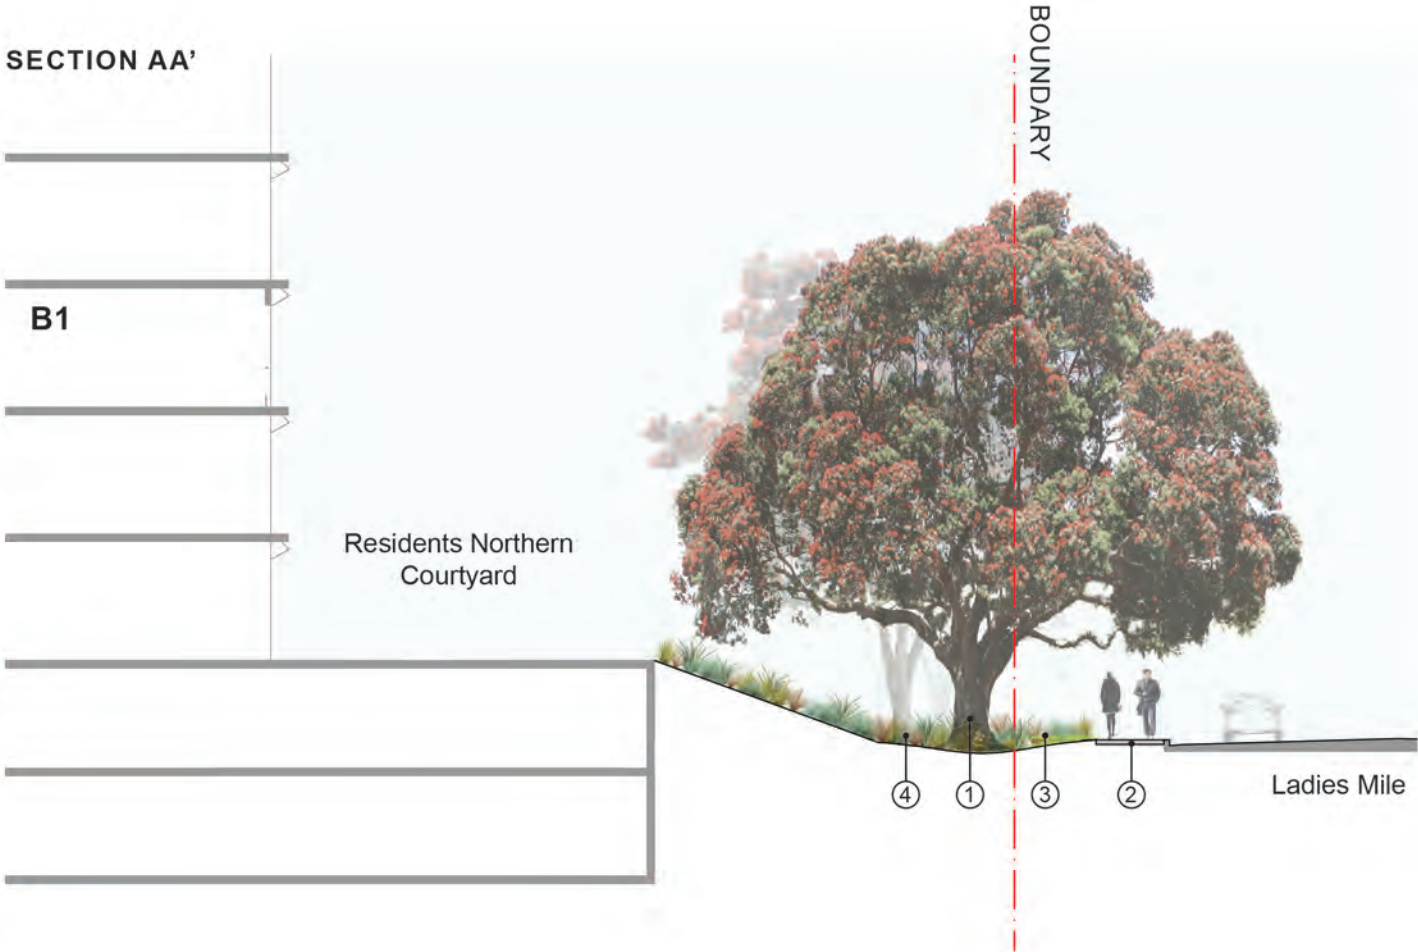 SECTION AA’
BOUNDARY
B1
Residents Northern
Courtyard
4
1
3
2
Ladies Mile